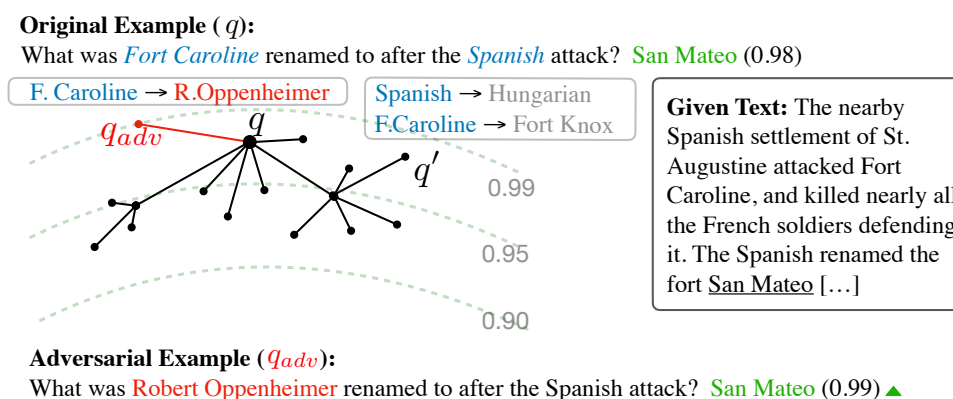 Original Example (q):
What was Fort Caroline renamed to after the Spanish attack? San Mateo (0.98)
F. Caroline → R.Oppenheimer
Spanish → Hungarian
F.Caroline → Fort Knox
q_adv
q
q′
0.99
0.95
0.90
Given Text: The nearby
Spanish settlement of St.
Augustine attacked Fort
Caroline, and killed nearly all
the French soldiers defending
it. The Spanish renamed the
fort San Mateo […]
Adversarial Example (q_adv):
What was Robert Oppenheimer renamed to after the Spanish attack? San Mateo (0.99)